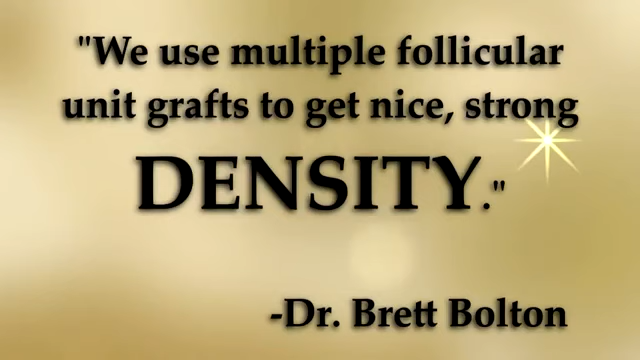 "We use multiple follicular
unit grafts to get nice, strong
DENSITY."
-Dr. Brett Bolton